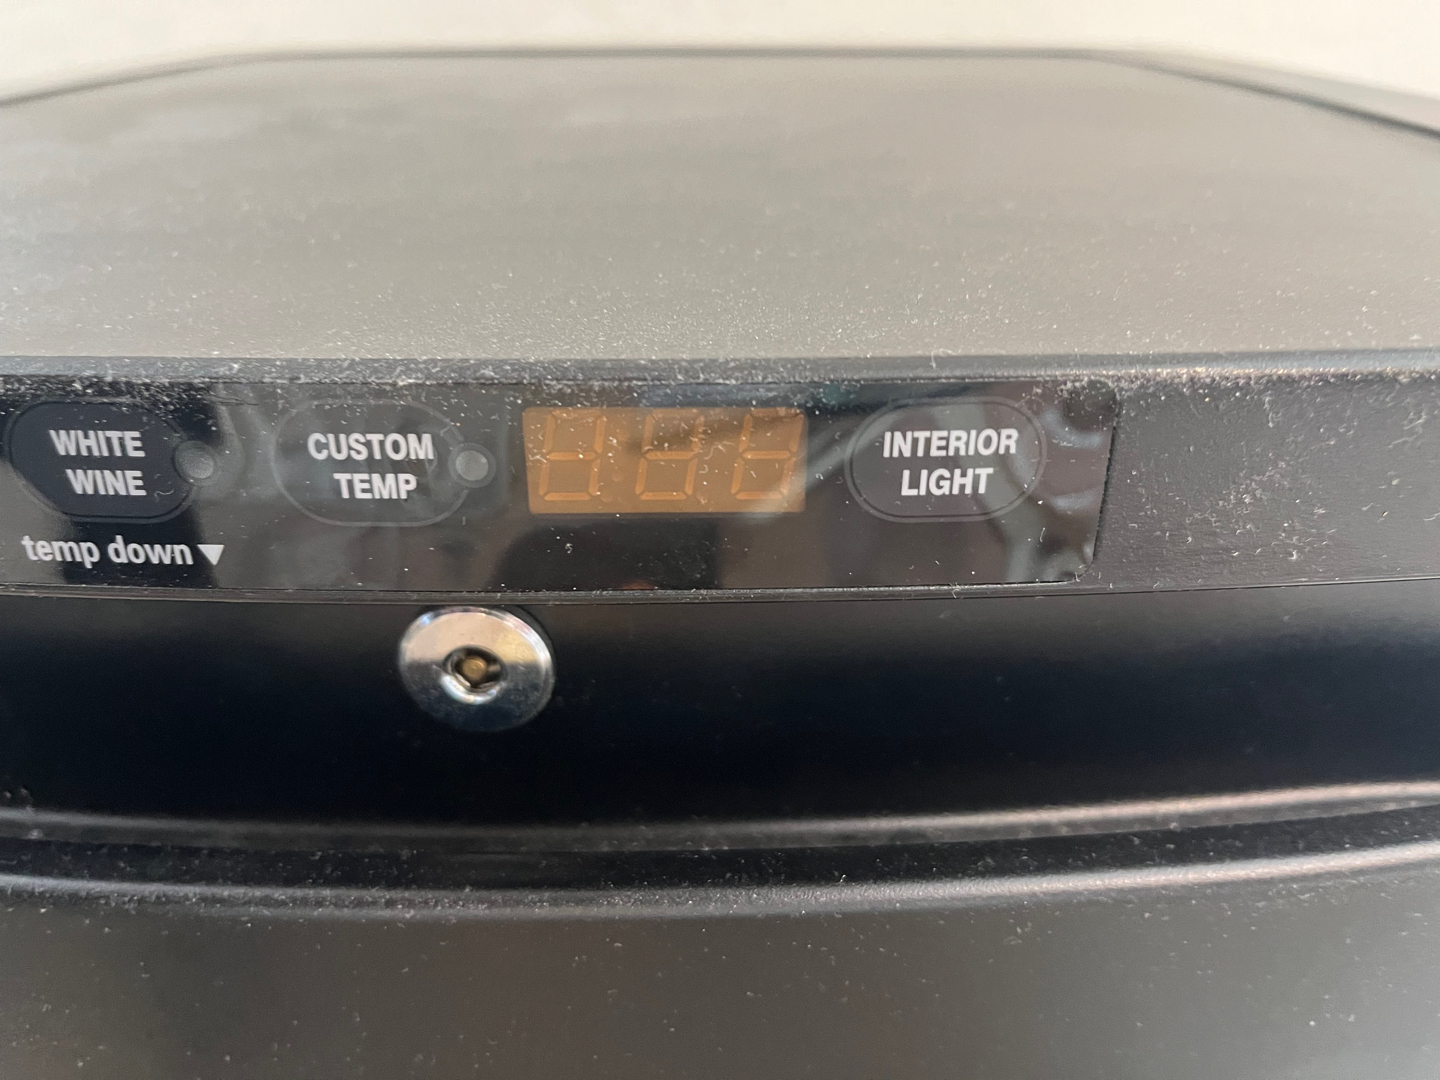 WHITE
WINE
temp down▼
CUSTOM
TEMP
INTERIOR
LIGHT